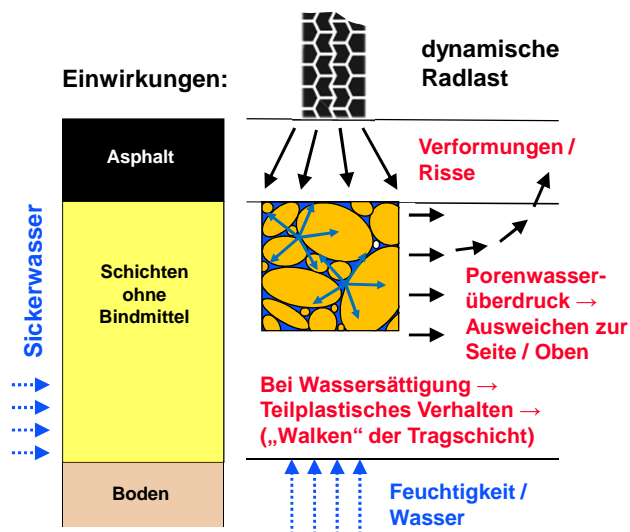 Einwirkungen:
dynamische
Radlast
Asphalt
Verformungen /
Risse
Sickerwasser
Schichten
ohne
Bindmittel
Porenwasser-
überdruck →
Ausweichen zur
Seite / Oben
Bei Wassersättigung →
Teilplastisches Verhalten →
(„Walken“ der Tragschicht)
Boden
Feuchtigkeit /
Wasser